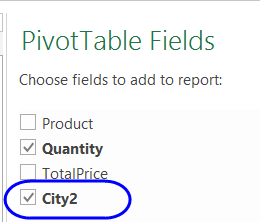 PivotTable Fields
Choose fields to add to report:
Product
Quantity
TotalPrice
City2